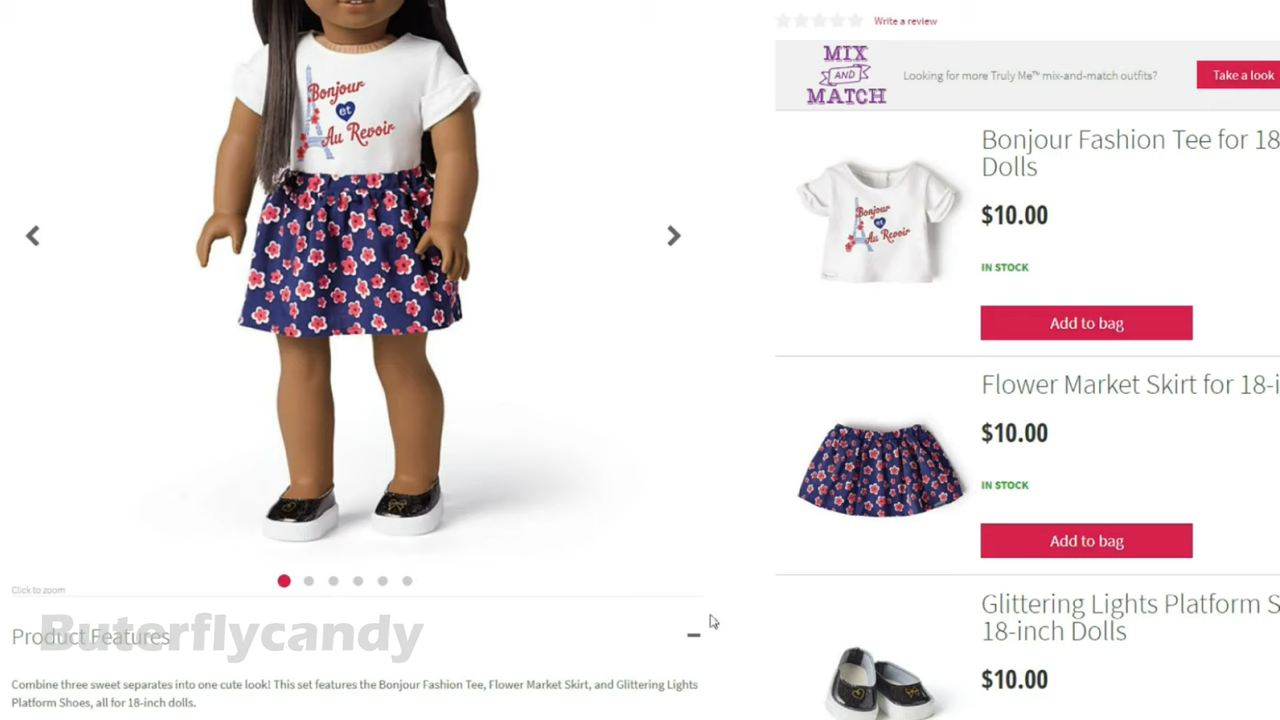 Write a review
MIX
AND
MATCH
Looking for more Truly Me™ mix-and-match outfits?
Take a look
Bonjour
et
Au Revoir
Bonjour Fashion Tee for 18
Dolls
$10.00
IN STOCK
Add to bag
Bonjour
et
Au Revoir
Flower Market Skirt for 18-i
$10.00
IN STOCK
Add to bag
Glittering Lights Platform S
18-inch Dolls
$10.00
Click to zoom
Product Features
Buterflycandy
Combine three sweet separates into one cute look! This set features the Bonjour Fashion Tee, Flower Market Skirt, and Glittering Lights
Platform Shoes, all for 18-inch dolls.